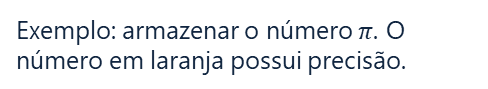 Exemplo: armazenar o número π. O
número em laranja possui precisão.